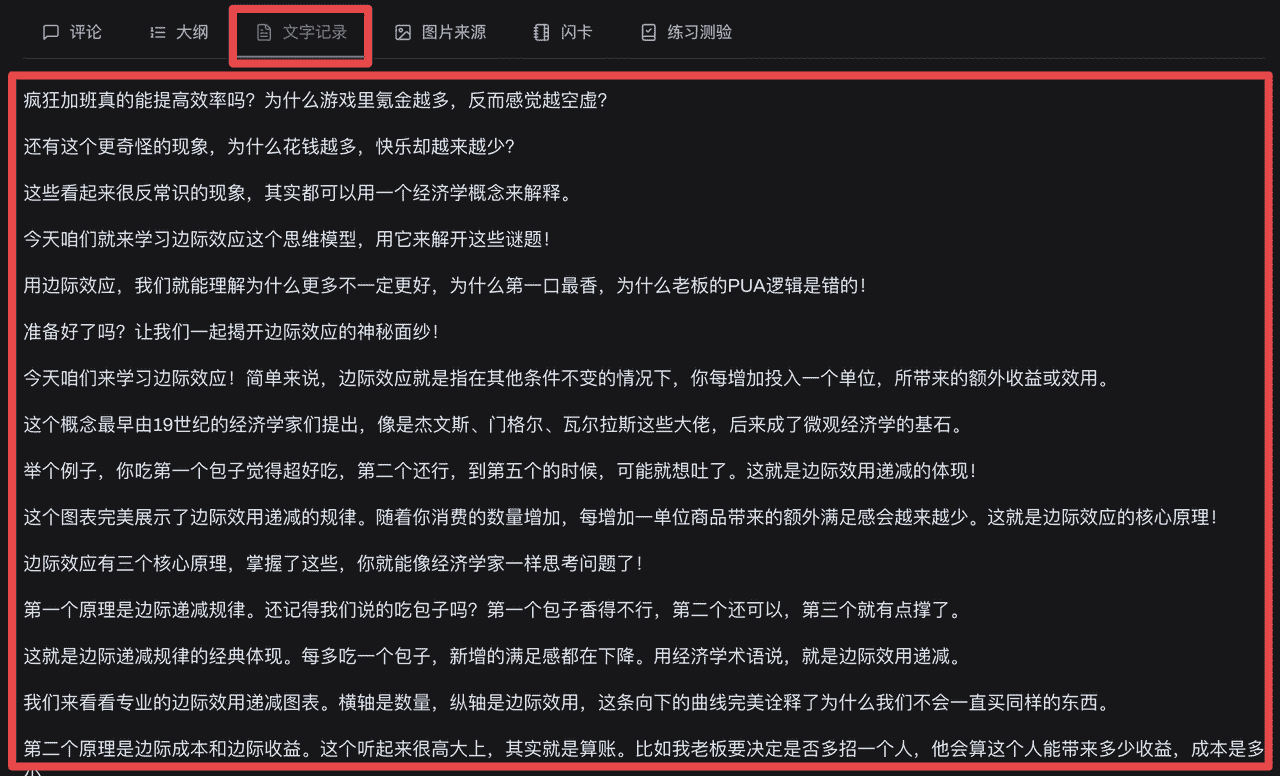 评论
大纲
文字记录
图片来源
闪卡
练习测验
疯狂加班真的能提高效率吗？为什么游戏里氪金越多，反而感觉越空虚？
还有这个更奇怪的现象，为什么花钱越多，快乐却越来越少？
这些看起来很反常识的现象，其实都可以用一个经济学概念来解释。
今天咱们就来学习边际效应这个思维模型，用它来解开这些谜题！
用边际效应，我们就能理解为什么更多不一定更好，为什么第一口最香，为什么老板的PUA逻辑是错的！
准备好了吗？让我们一起揭开边际效应的神秘面纱！
今天咱们来学习边际效应！简单来说，边际效应就是指在其他条件不变的情况下，你每增加投入一个单位，所带来的额外收益或效用。
这个概念最早由19世纪的经济学家们提出，像是杰文斯、门格尔、瓦尔拉斯这些大佬，后来成了微观经济学的基石。
举个例子，你吃第一个包子觉得超好吃，第二个还行，到第五个的时候，可能就想吐了。这就是边际效用递减的体现！
这个图表完美展示了边际效用递减的规律。随着你消费的数量增加，每增加一单位商品带来的额外满足感会越来越少。这就是边际效应的核心原理！
边际效应有三个核心原理，掌握了这些，你就能像经济学家一样思考问题了！
第一个原理是边际递减规律。还记得我们说的吃包子吗？第一个包子香得不行，第二个还可以，第三个就有点撑了。
这就是边际递减规律的经典体现。每多吃一个包子，新增的满足感都在下降。用经济学术语说，就是边际效用递减。
我们来看看专业的边际效用递减图表。横轴是数量，纵轴是边际效用，这条向下的曲线完美诠释了为什么我们不会一直买同样的东西。
第二个原理是边际成本和边际收益。这个听起来很高大上，其实就是算账。比如我老板要决定是否多招一个人，他会算这个人能带来多少收益，成本是多